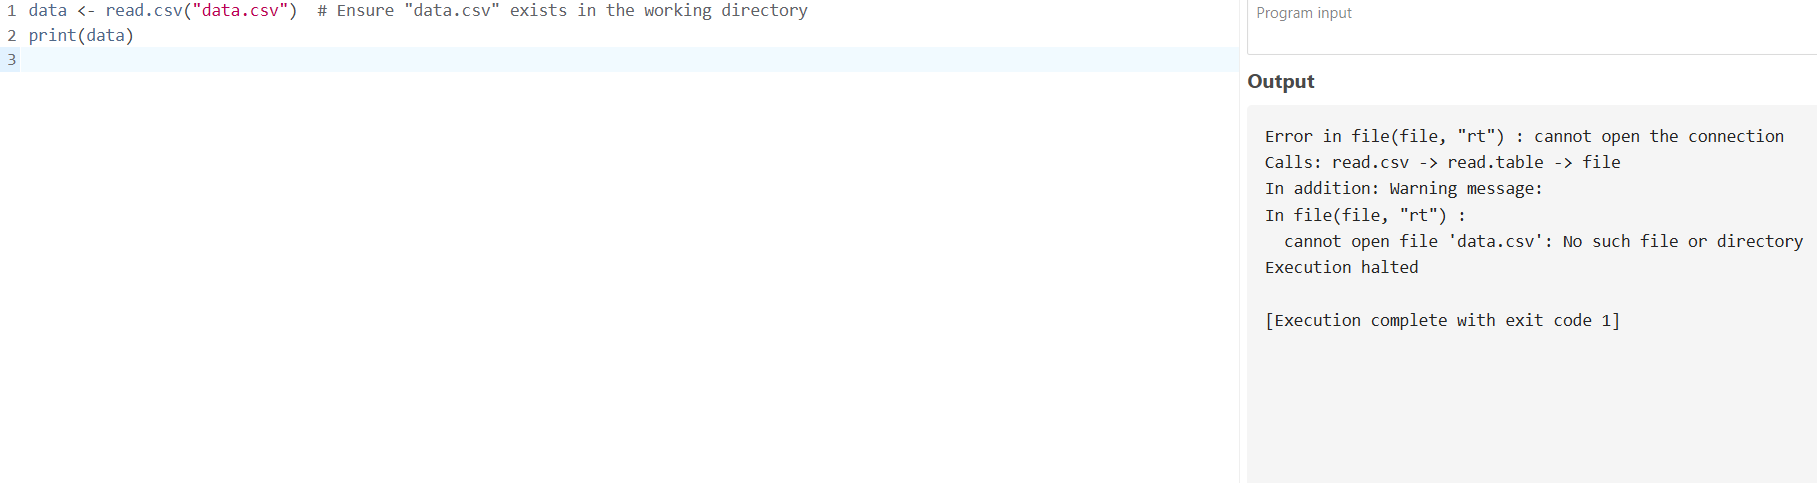 1 data <- read.csv("data.csv")  # Ensure "data.csv" exists in the working directory
2 print(data)
3
Program input
Output
Error in file(file, "rt") : cannot open the connection
Calls: read.csv -> read.table -> file
In addition: Warning message:
In file(file, "rt") :
  cannot open file 'data.csv': No such file or directory
Execution halted
[Execution complete with exit code 1]